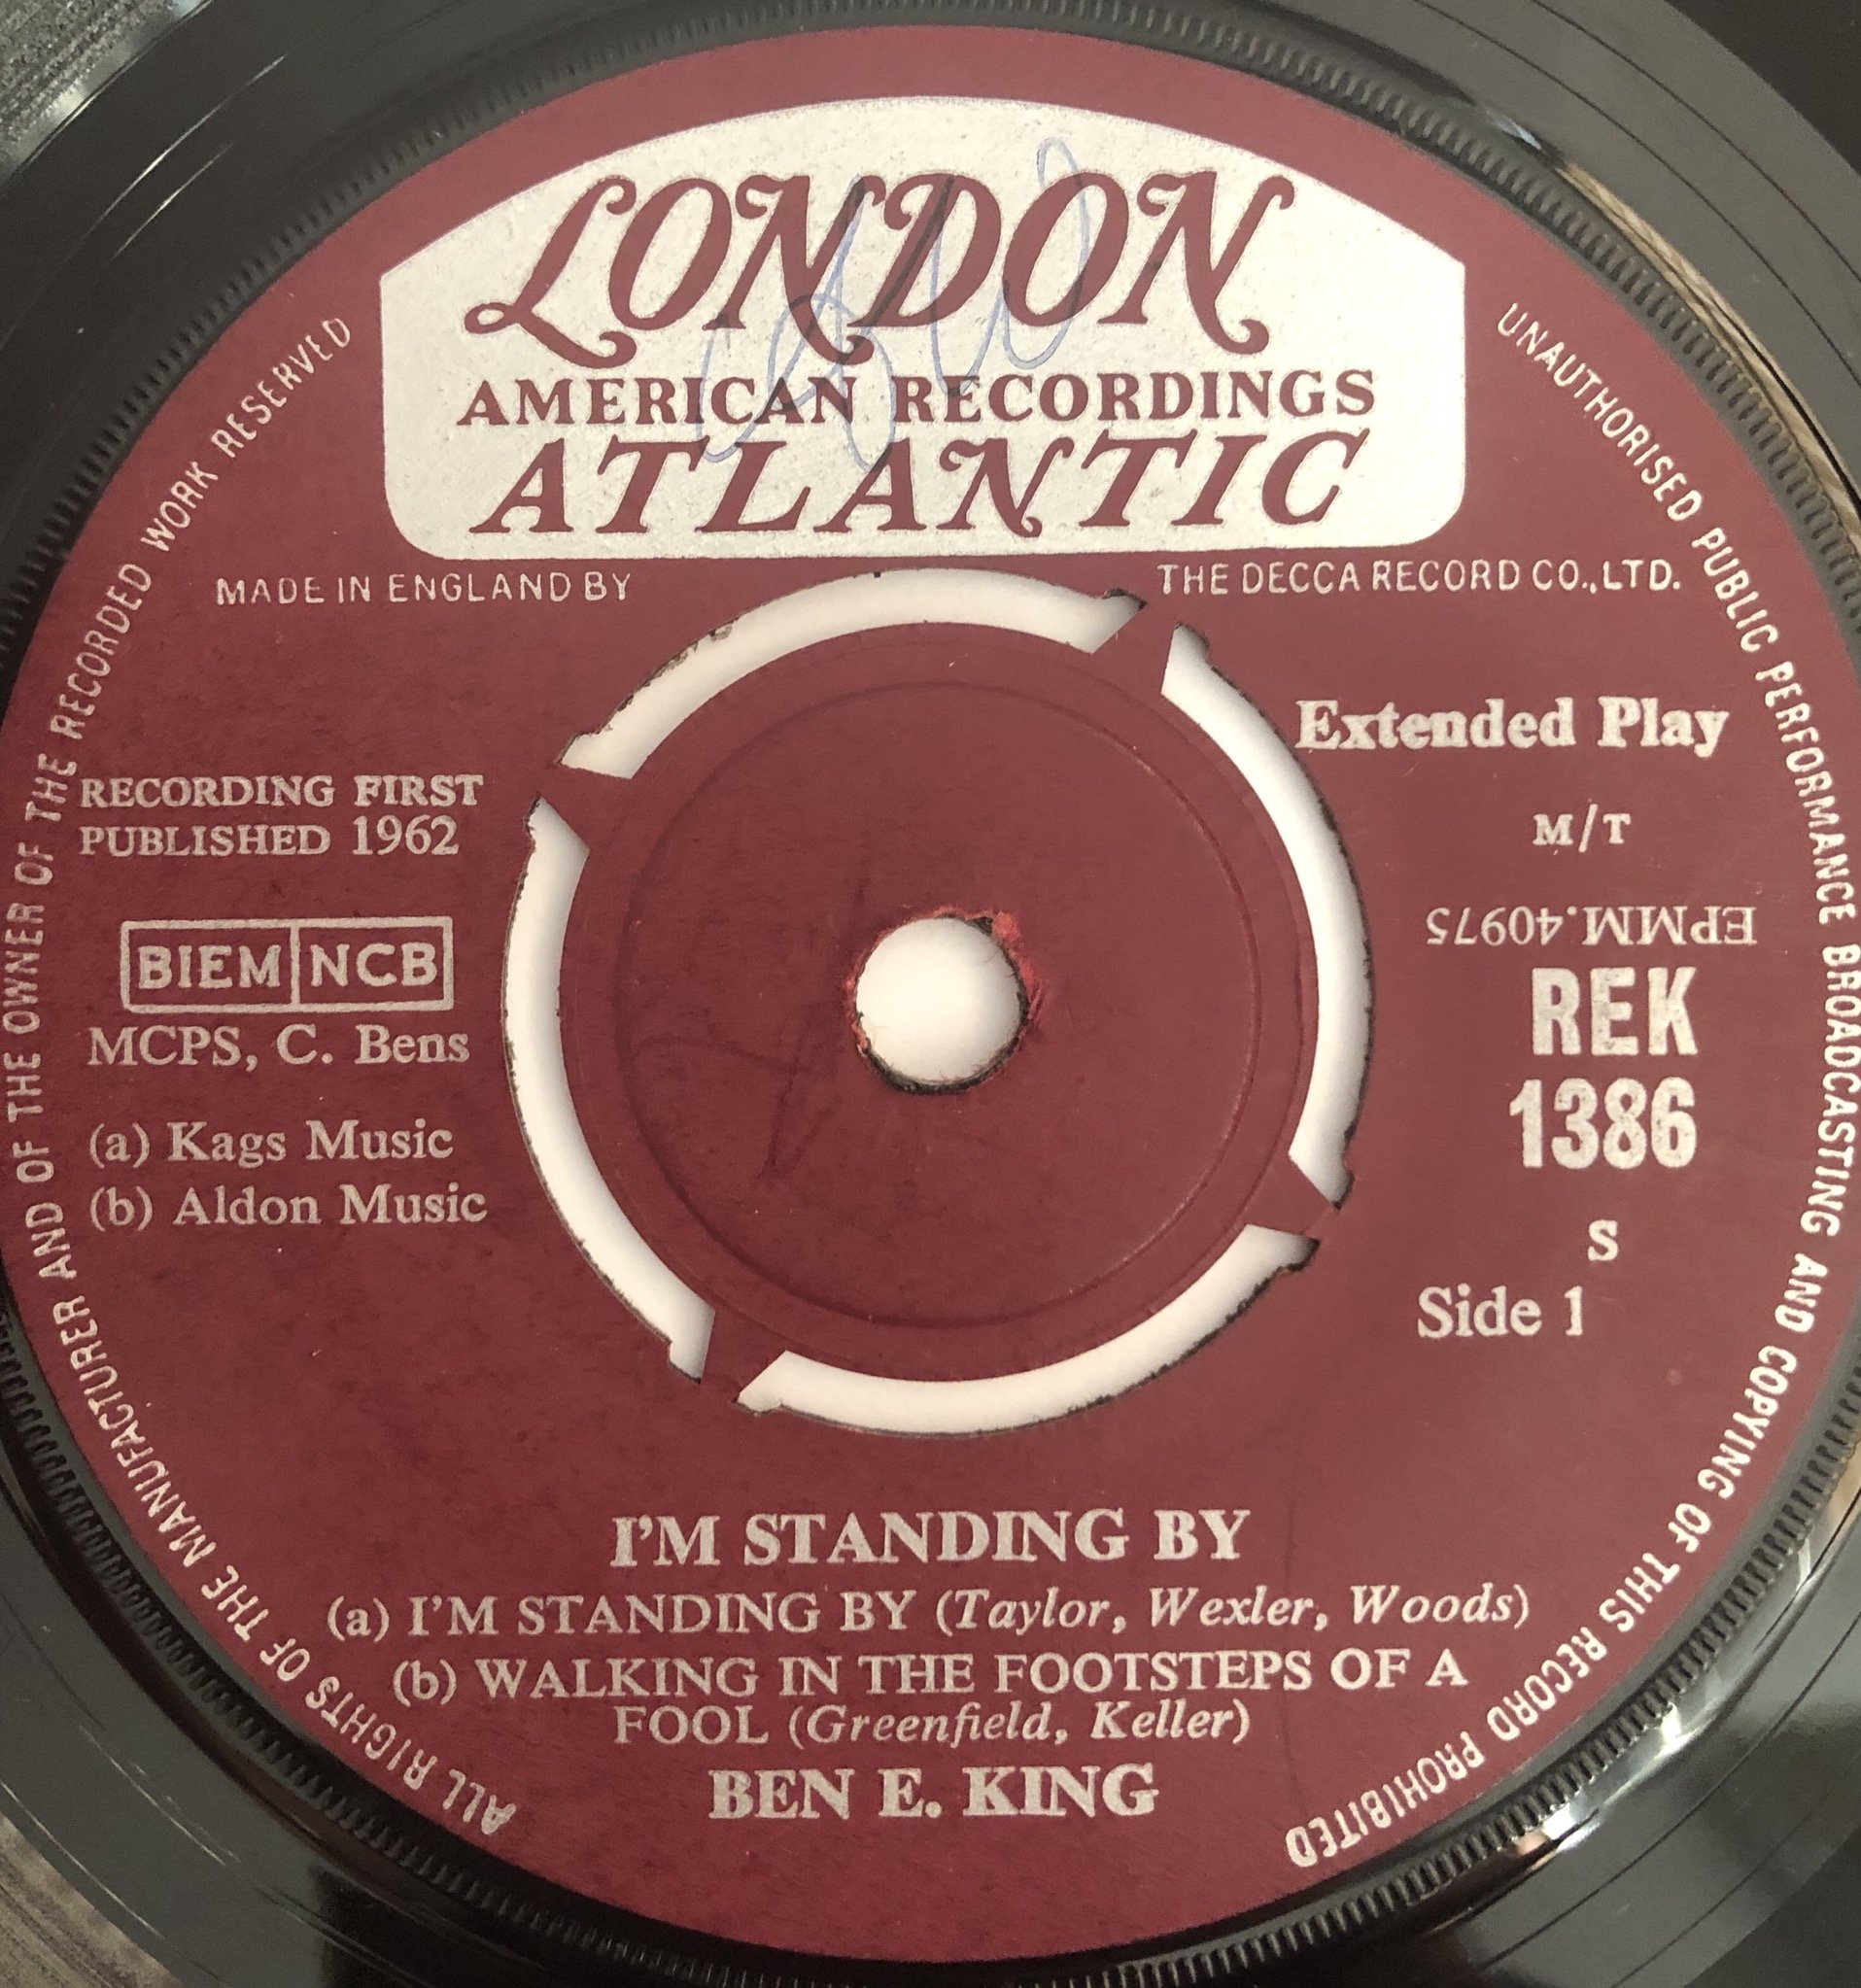 LONDON
AMERICAN RECORDINGS
ATLANTIC
MADE IN ENGLAND BY
THE DECCA RECORD CO., LTD.
ALL RIGHTS OF THE MANUFACTURER AND OF THE OWNER OF THE RECORDED WORK RESERVED
UNAUTHORISED PUBLIC PERFORMANCE BROADCASTING AND COPYING OF THIS RECORD PROHIBITED
RECORDING FIRST
PUBLISHED 1962
BIEM NCB
MCPS, C. Bens
(a) Kags Music
(b) Aldon Music
Extended Play
M/T
EPMM.40975
REK
1386
S
Side 1
I'M STANDING BY
(a) I'M STANDING BY (Taylor, Wexler, Woods)
(b) WALKING IN THE FOOTSTEPS OF A
FOOL (Greenfield, Keller)
BEN E. KING